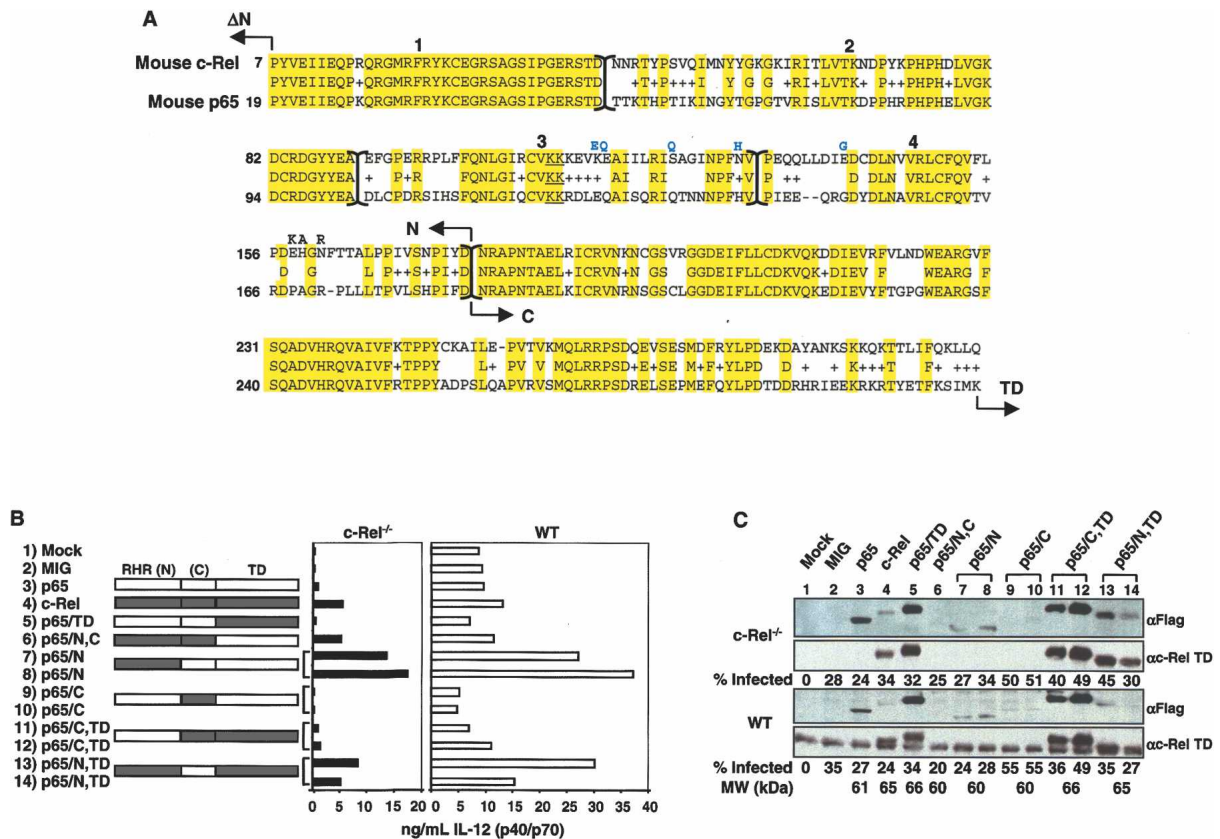 A
ΔN
1
2
Mouse c-Rel 7 PYVEIIEQPRQRGMRFRYKCEGRSAGSIPGERSTDNNRTYPSVQIMNYYGKGKIRITLVTKNDPYKPHPHDLVGK
PYVEIIEQP+QRGMRFRYKCEGRSAGSIPGERSTD +T+P+++I Y G G +RI+LVTK+ P++PHPH+LVGK
Mouse p65 19 PYVEIIEQPKQRGMRFRYKCEGRSAGSIPGERSTDTTKTHPTIKINGYTGPGTVRISLVTKDPPHRPHPHELVGK
3
EQ
Q
H
G
4
82 DCRDGYYEAEFGPERRPLFFQNLGIRCVKKKEVKEAIILRISAGINPFNVPEQQLLDIEDCDLNVVRLCFQVFL
DCRDGYYEA+ P+R FQNLGI+CVKK++++ AI RI NPF+V P ++ D DLN VRLCFQV +
94 DCRDGYYEADLCPDRSIHSFQNLGIQCVKKRDLEQAISQRIQTNNNPFHVPIEE--QRGDYDLNAVRLCFQVTV
KA R
N
156 PDEHGNFTTALPPIVSNPIYDNRAPNTAELRICRVNKNCGSVRGGDEIFLLCDKVQKDDIEVRFVLNDWEARGVF
D G LP++S+PI+DNRAPNTAEL+ICRVN+N GS GGDEIFLLCDKVQK+DIEV F WEARG F
166 RDPAGR-PLLLTPVLSHPIFDNRAPNTAELKICRVNRNSGSCLGGDEIFLLCDKVQKEDIEVYFTGPGWEARGSF
C
231 SQADVHRQVAIVFKTPPYCKAILE-PVTVKMQLRRPSDQEVSESMDFRYLPDEKDAYANKSKKQKTTLIFQKLLQ
SQADVHRQVAIVF+TPPY L+ PV V MQLRRPSD+E+SE M+F+YLPD D + K+++T F +++
240 SQADVHRQVAIVFRTPPYADPSLQAPVRVSMQLRRPSDRELSEPMEFQYLPDTDDRHRIEEKRKRTYETFKSIMK
TD
B
c-Rel-/-
WT
RHR (N) (C) TD
1) Mock
2) MIG
3) p65
4) c-Rel
5) p65/TD
6) p65/N,C
7) p65/N
8) p65/N
9) p65/C
10) p65/C
11) p65/C,TD
12) p65/C,TD
13) p65/N,TD
14) p65/N,TD
0 5 10 15 20 0 5 10 15 20 25 30 35 40
ng/mL IL-12 (p40/p70)
C
Mock MIG p65 c-Rel p65/TD p65/N,C p65/N p65/C p65/C,TD p65/N,TD
1 2 3 4 5 6 7 8 9 10 11 12 13 14
c-Rel-/-
αFlag
αc-Rel TD
% Infected 0 28 24 34 32 25 27 34 50 51 40 49 45 30
WT
αFlag
αc-Rel TD
% Infected 0 35 27 24 34 20 24 28 55 55 36 49 35 27
MW (kDa) 61 65 66 60 60 60 66 65